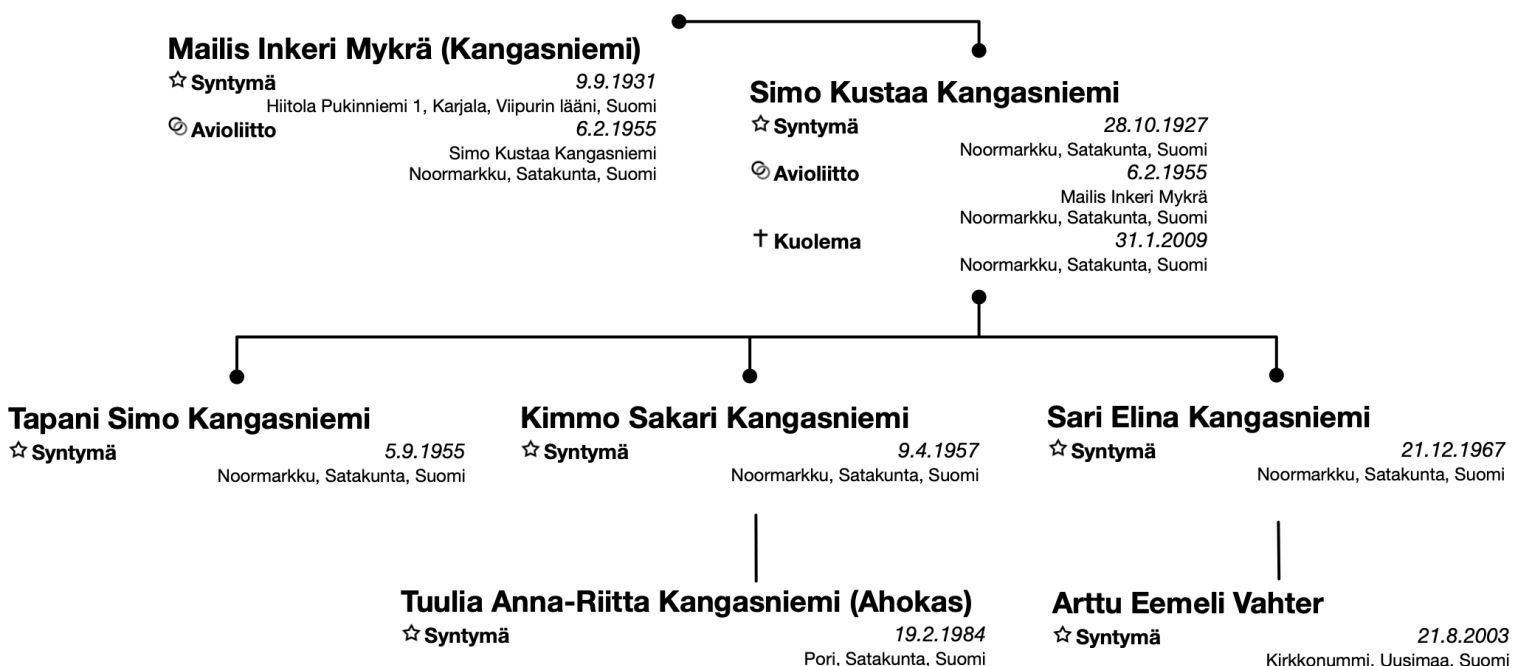 Mailis Inkeri Mykrä (Kangasniemi)
Syntymä 9.9.1931
Hiitola Pukinniemi 1, Karjala, Viipurin lääni, Suomi
Avioliitto 6.2.1955
Simo Kustaa Kangasniemi
Noormarkku, Satakunta, Suomi
Simo Kustaa Kangasniemi
Syntymä 28.10.1927
Noormarkku, Satakunta, Suomi
Avioliitto 6.2.1955
Mailis Inkeri Mykrä
Noormarkku, Satakunta, Suomi
Kuolema 31.1.2009
Noormarkku, Satakunta, Suomi
Tapani Simo Kangasniemi
Syntymä 5.9.1955
Noormarkku, Satakunta, Suomi
Kimmo Sakari Kangasniemi
Syntymä 9.4.1957
Noormarkku, Satakunta, Suomi
Sari Elina Kangasniemi
Syntymä 21.12.1967
Noormarkku, Satakunta, Suomi
Tuulia Anna-Riitta Kangasniemi (Ahokas)
Syntymä 19.2.1984
Pori, Satakunta, Suomi
Arttu Eemeli Vahter
Syntymä 21.8.2003
Kirkkonummi, Uusimaa, Suomi